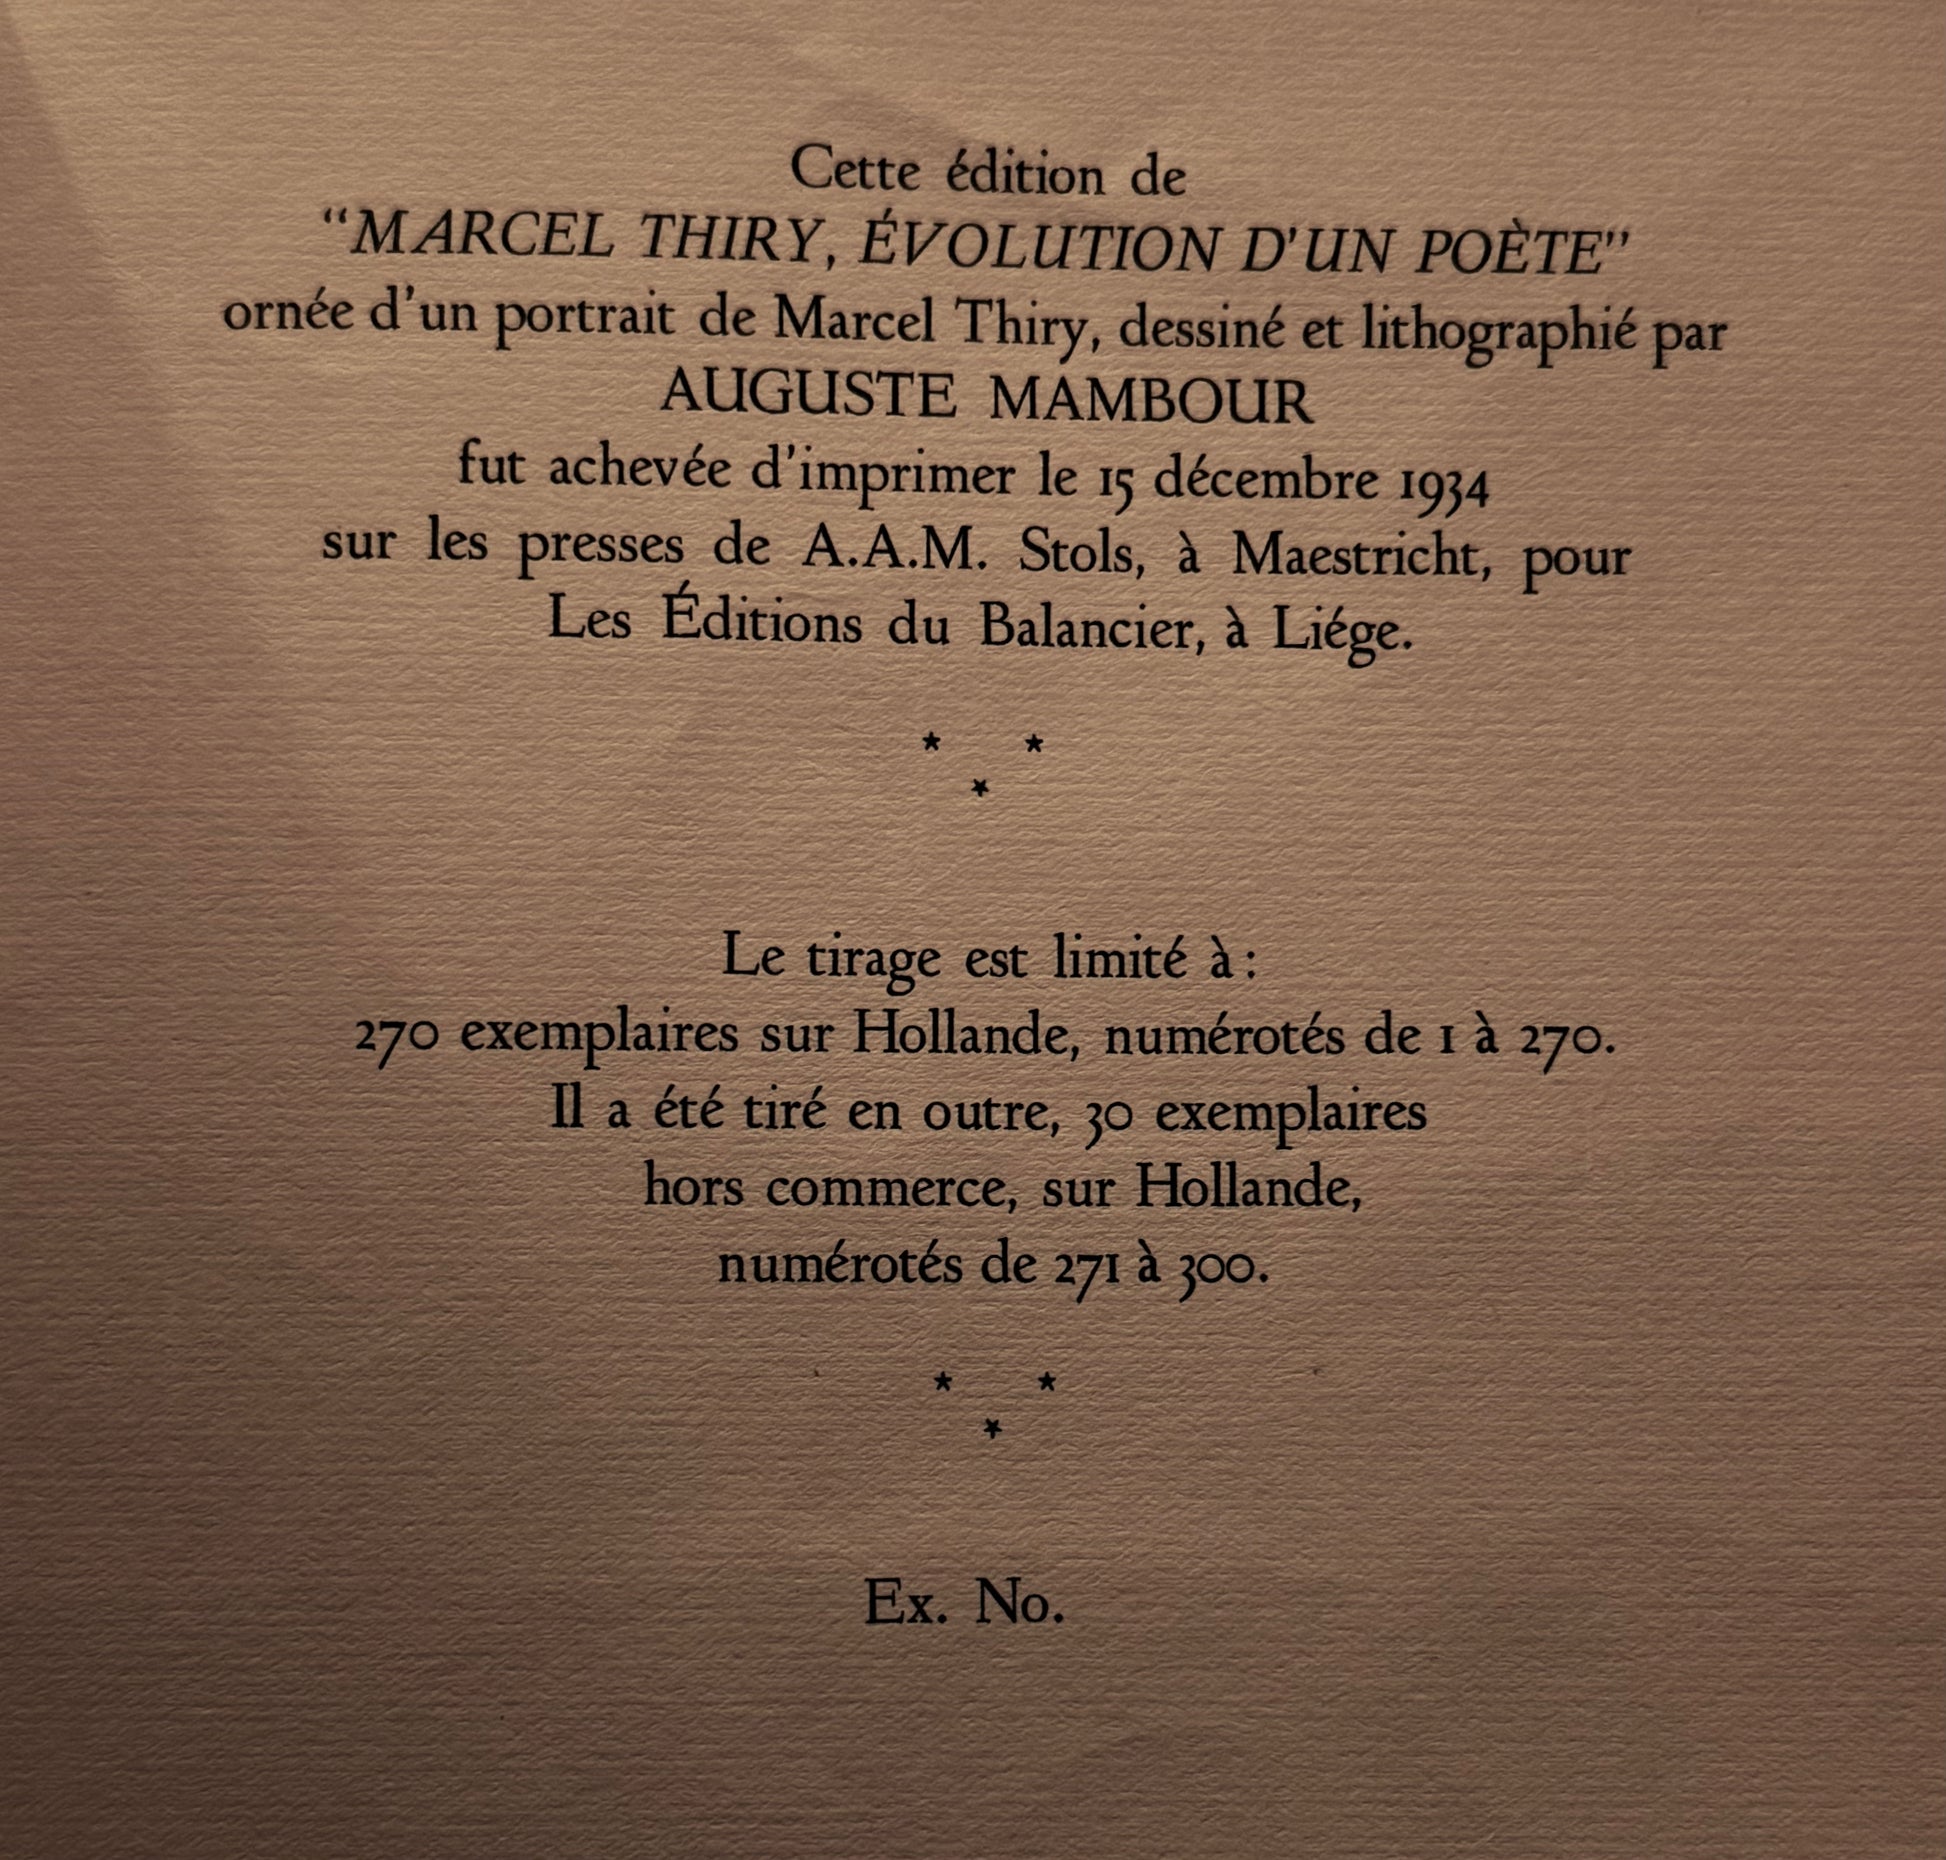 Cette édition de
"MARCEL THIRY, ÉVOLUTION D'UN POÈTE"
ornée d'un portrait de Marcel Thiry, dessiné et lithographié par
AUGUSTE MAMBOUR
fut achevée d'imprimer le 15 décembre 1934
sur les presses de A.A.M. Stols, à Maestricht, pour
Les Éditions du Balancier, à Liége.
* *
*
Le tirage est limité à :
270 exemplaires sur Hollande, numérotés de 1 à 270.
Il a été tiré en outre, 30 exemplaires
hors commerce, sur Hollande,
numérotés de 271 à 300.
* *
*
Ex. No.